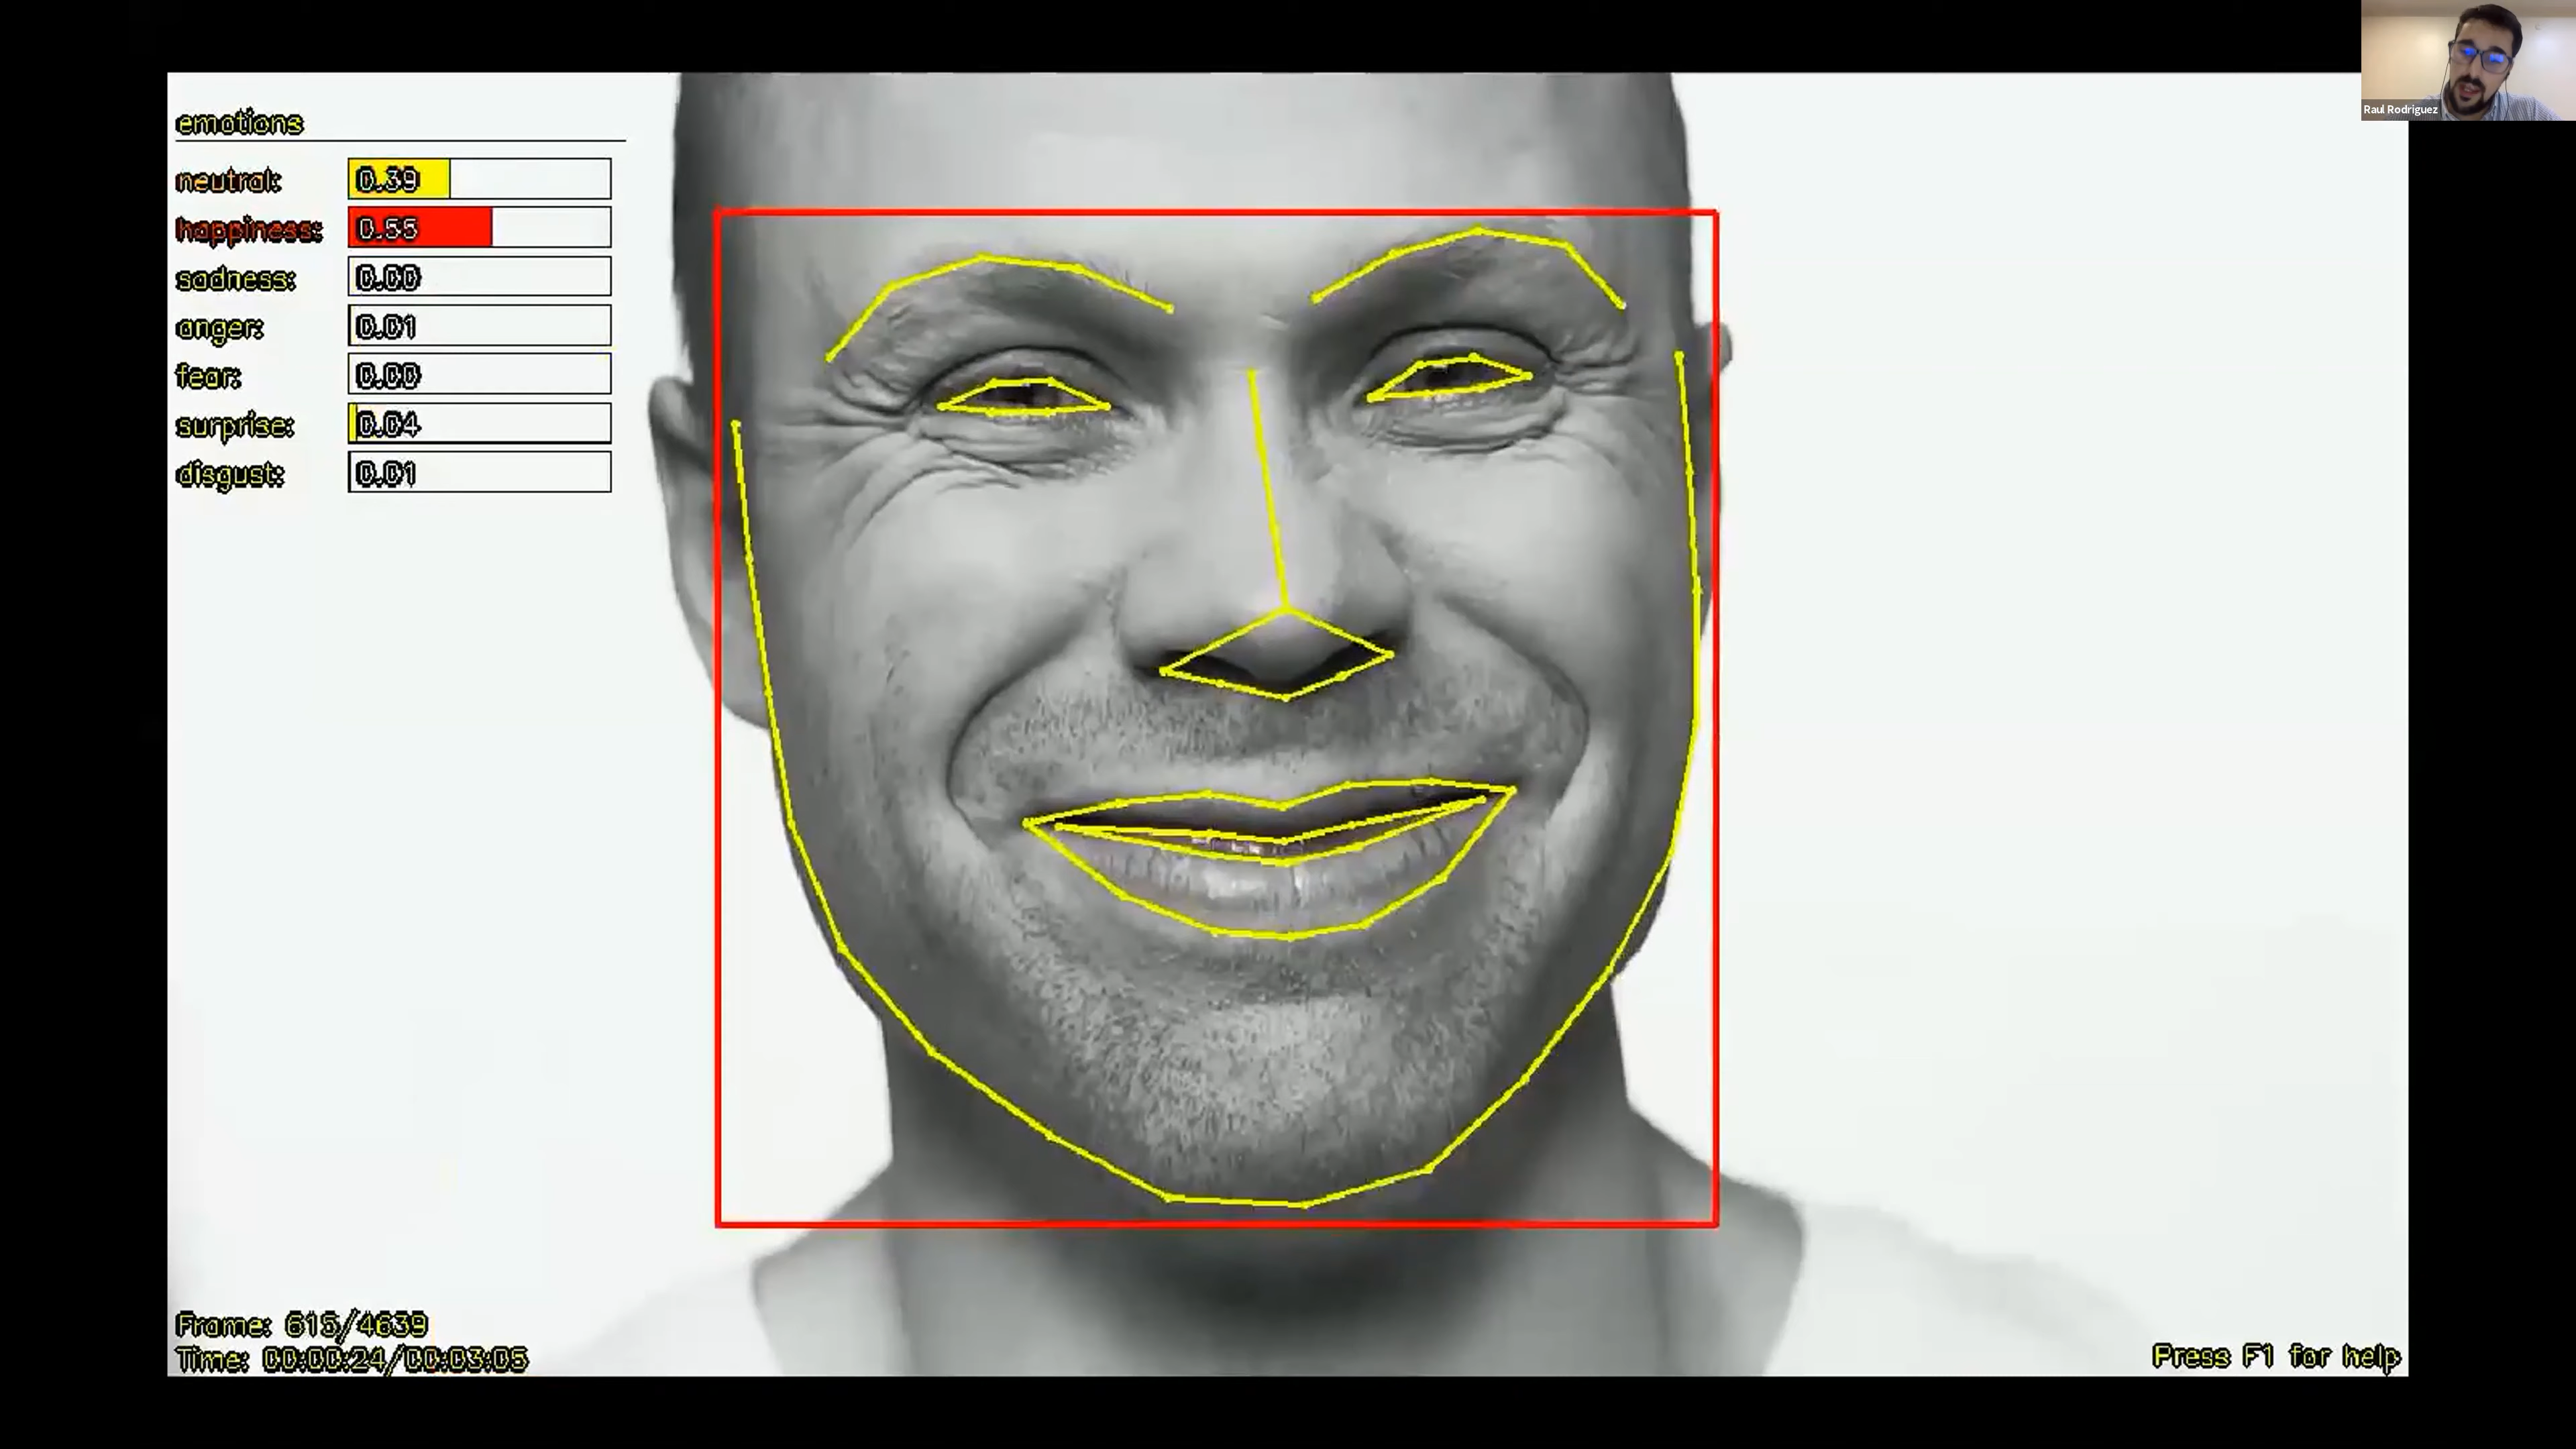 Raul Rodriguez
emotions
neutral: 0.39
happiness: 0.55
sadness: 0.00
anger: 0.01
fear: 0.00
surprise: 0.04
disgust: 0.01
Frame: 615/4639
Time: 00:00:24/00:03:05
Press F1 for help